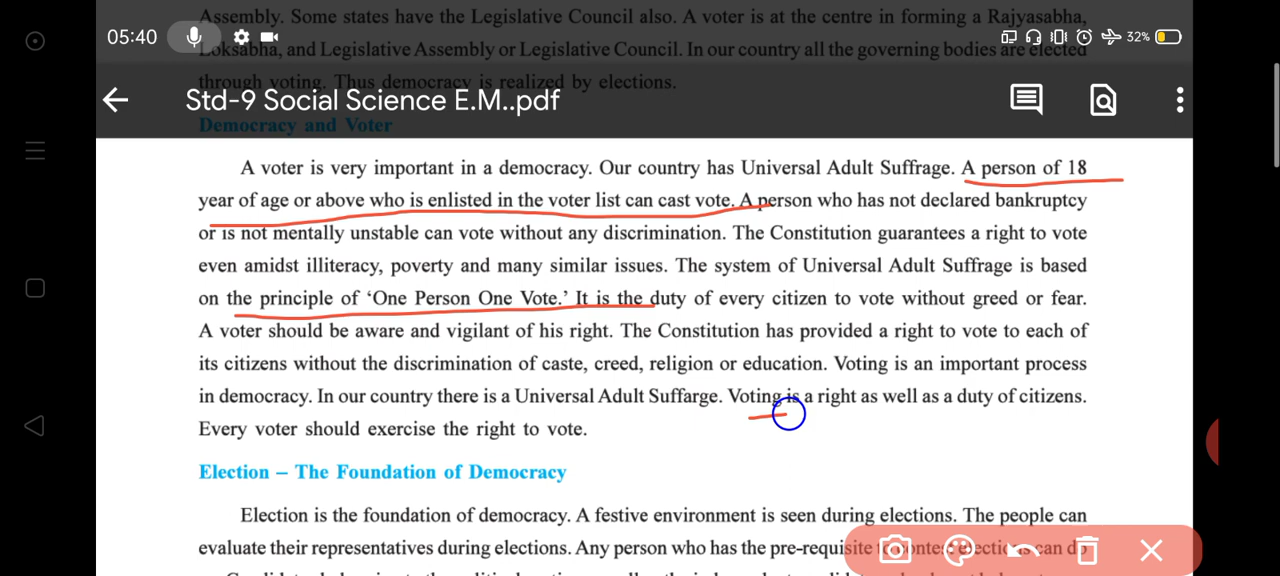 Assembly. Some states have the Legislative Council also. A voter is at the centre in forming a Rajyasabha,
05:40
32%
Loksabha, and Legislative Assembly or Legislative Council. In our country all the governing bodies are elected
through voting. Thus democracy is realized by elections.
Std-9 Social Science E.M..pdf
Democracy and Voter
A voter is very important in a democracy. Our country has Universal Adult Suffrage. A person of 18
year of age or above who is enlisted in the voter list can cast vote. A person who has not declared bankruptcy
or is not mentally unstable can vote without any discrimination. The Constitution guarantees a right to vote
even amidst illiteracy, poverty and many similar issues. The system of Universal Adult Suffrage is based
on the principle of ‘One Person One Vote.’ It is the duty of every citizen to vote without greed or fear.
A voter should be aware and vigilant of his right. The Constitution has provided a right to vote to each of
its citizens without the discrimination of caste, creed, religion or education. Voting is an important process
in democracy. In our country there is a Universal Adult Suffarge. Voting is a right as well as a duty of citizens.
Every voter should exercise the right to vote.
Election – The Foundation of Democracy
Election is the foundation of democracy. A festive environment is seen during elections. The people can
evaluate their representatives during elections. Any person who has the pre-requisite to contest elections can do